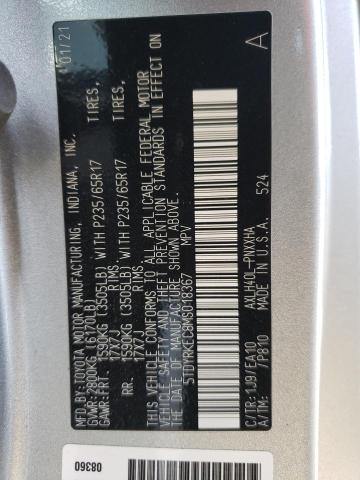 01/21
MFD. BY: TOYOTA MOTOR MANUFACTURING, INDIANA, INC.
GVWR: 2800KG (6170LB)
GAWR: FRT. 1590KG (3505LB) WITH P235/65R17 TIRES,
17X7J RIMS
RR. 1590KG (3505LB) WITH P235/65R17 TIRES,
17X7J RIMS
THIS VEHICLE CONFORMS TO ALL APPLICABLE FEDERAL MOTOR
VEHICLE SAFETY, BUMPER, AND THEFT PREVENTION STANDARDS IN EFFECT ON
THE DATE OF MANUFACTURE SHOWN ABOVE.
5TDYRKEC8MS018367 MPV
A
C/TR: 1J9/EA10 AXLH40L-PNXXHA
A/TM: /P810 MADE IN U.S.A.
524
08360